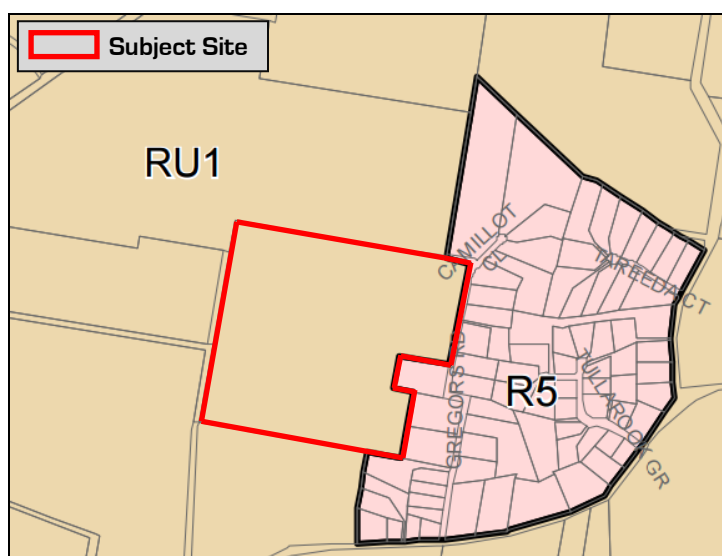 Subject Site
RU1
CAMILLOT
CL
TAREEDA CT
GREGORS RD
R5
TULLAROOK GR